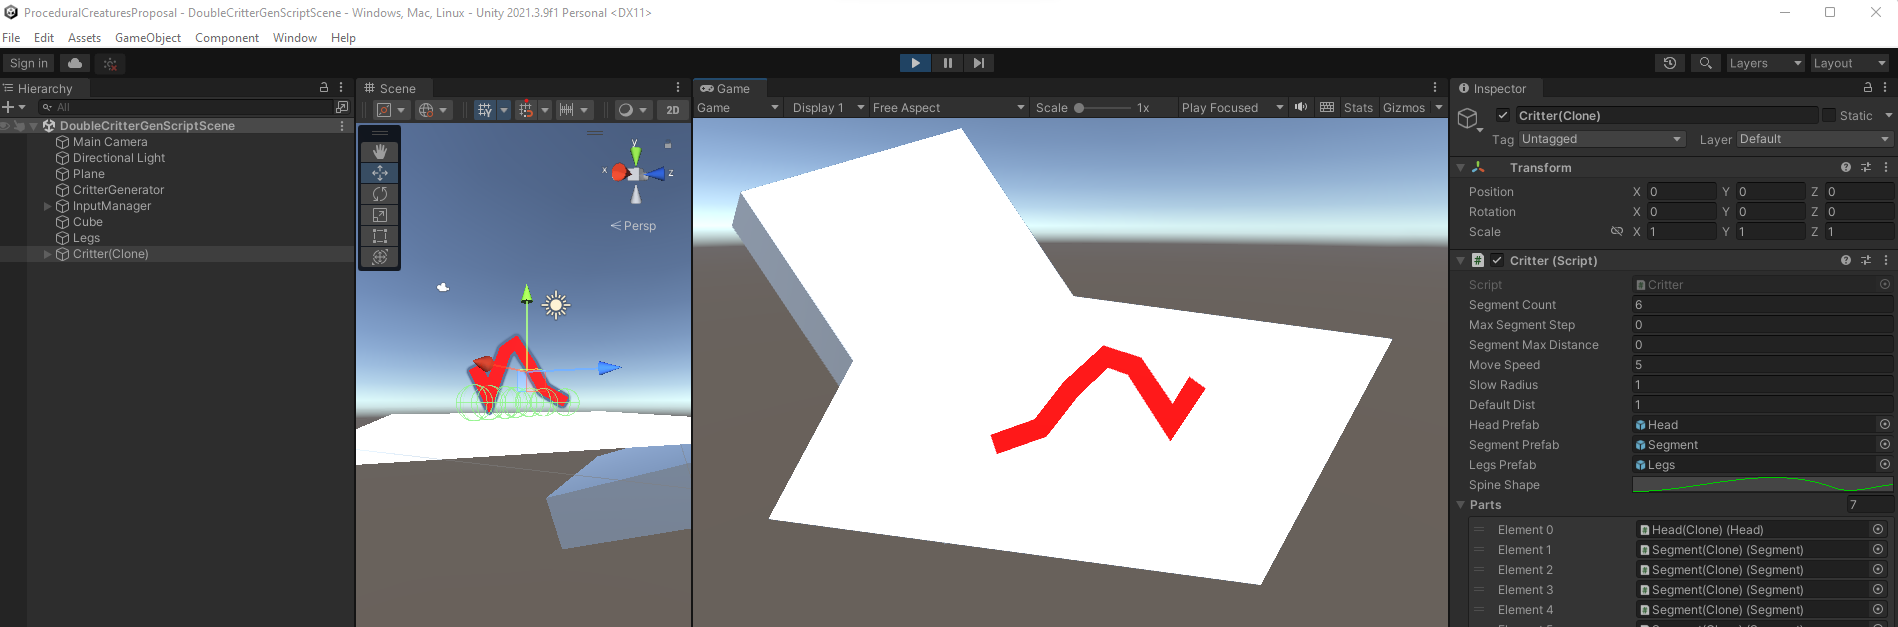 ProceduralCreaturesProposal - DoubleCritterGenScriptScene - Windows, Mac, Linux - Unity 2021.3.9f1 Personal <DX11>
File Edit Assets GameObject Component Window Help
Sign in Layers Layout
Hierarchy
All
DoubleCritterGenScriptScene
Main Camera
Directional Light
Plane
CritterGenerator
InputManager
Cube
Legs
Critter(Clone)
Scene
2D
y
x
z
Persp
Game
Game Display 1 Free Aspect Scale 1x Play Focused Stats Gizmos
Inspector
Critter(Clone) Static
Tag Untagged Layer Default
Transform
Position X 0 Y 0 Z 0
Rotation X 0 Y 0 Z 0
Scale X 1 Y 1 Z 1
# Critter (Script)
Script Critter
Segment Count 6
Max Segment Step 0
Segment Max Distance 0
Move Speed 5
Slow Radius 1
Default Dist 1
Head Prefab Head
Segment Prefab Segment
Legs Prefab Legs
Spine Shape
Parts 7
Element 0 Head(Clone) (Head)
Element 1 Segment(Clone) (Segment)
Element 2 Segment(Clone) (Segment)
Element 3 Segment(Clone) (Segment)
Element 4 Segment(Clone) (Segment)